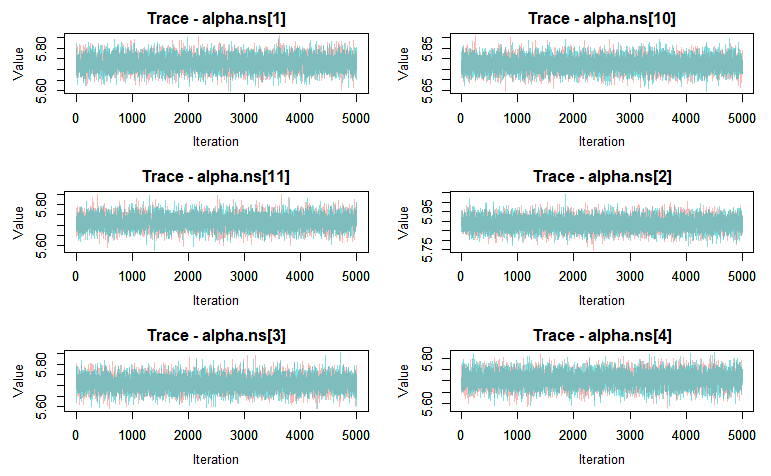 Trace - alpha.ns[1]
Value
5.60
5.80
0 1000 2000 3000 4000 5000
Iteration
Trace - alpha.ns[10]
Value
5.65
5.85
0 1000 2000 3000 4000 5000
Iteration
Trace - alpha.ns[11]
Value
5.60
5.80
0 1000 2000 3000 4000 5000
Iteration
Trace - alpha.ns[2]
Value
5.75
5.95
0 1000 2000 3000 4000 5000
Iteration
Trace - alpha.ns[3]
Value
5.60
5.80
0 1000 2000 3000 4000 5000
Iteration
Trace - alpha.ns[4]
Value
5.60
5.80
0 1000 2000 3000 4000 5000
Iteration